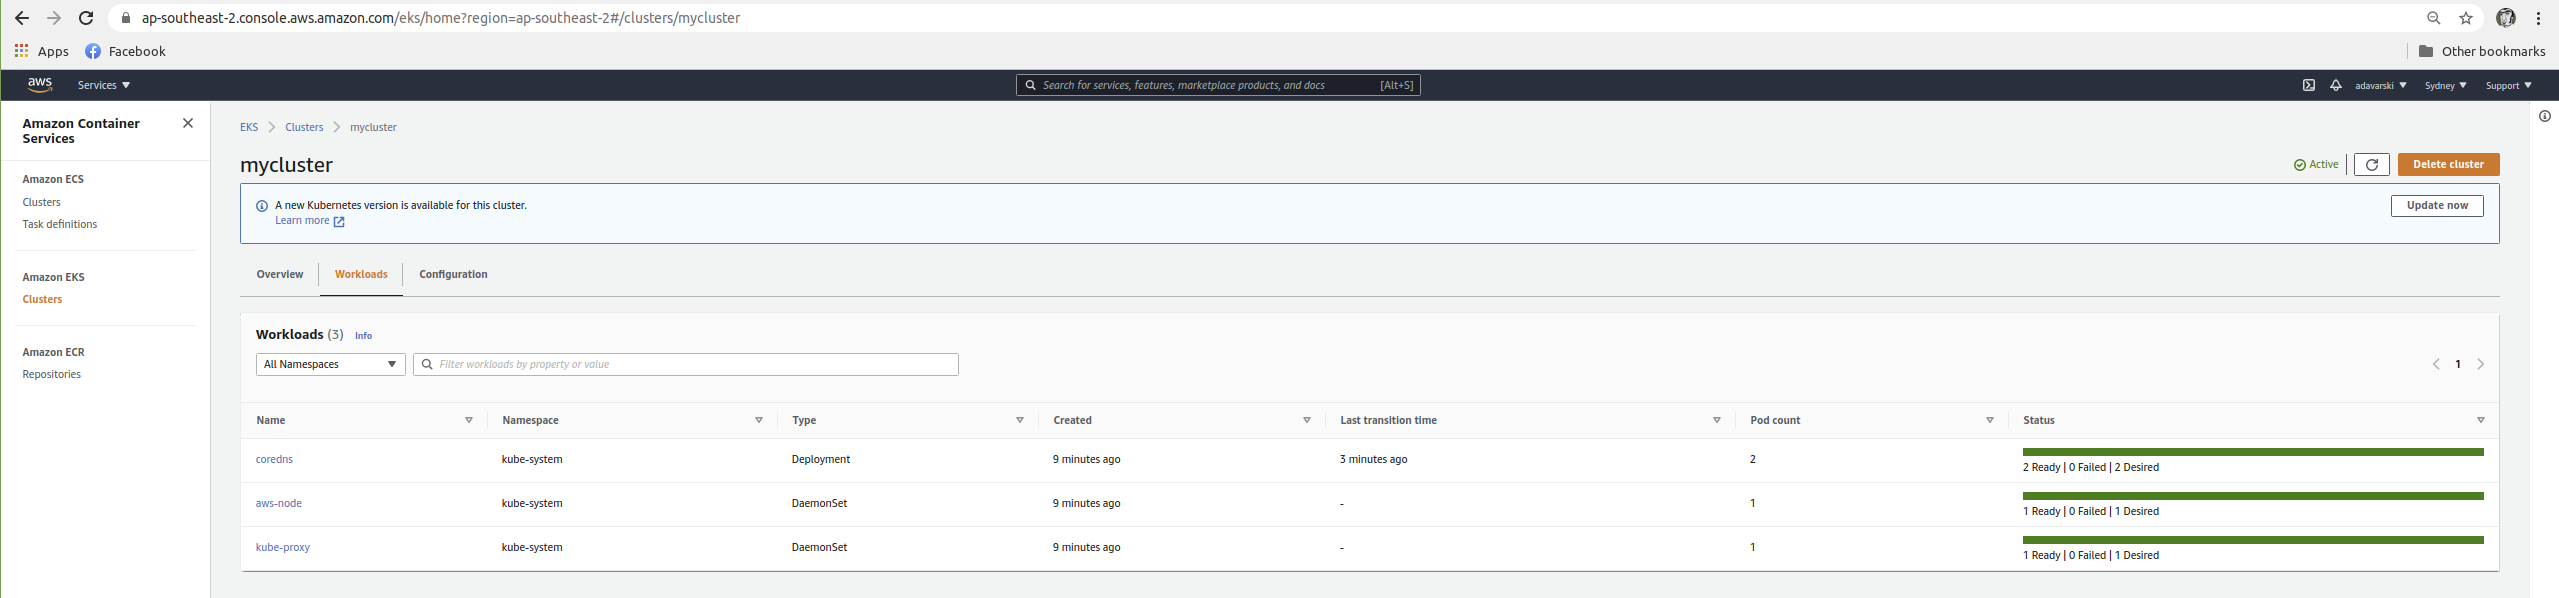 ap-southeast-2.console.aws.amazon.com/eks/home?region=ap-southeast-2#/clusters/mycluster
Apps Facebook Other bookmarks
aws Services Search for services, features, marketplace products, and docs [Alt+S] adavarski Sydney Support
Amazon Container
Services
Amazon ECS
Clusters
Task definitions
Amazon EKS
Clusters
Amazon ECR
Repositories
EKS Clusters mycluster
mycluster Active Delete cluster
A new Kubernetes version is available for this cluster. Update now
Learn more
Overview Workloads Configuration
Workloads (3) Info
All Namespaces Filter workloads by property or value 1
Name Namespace Type Created Last transition time Pod count Status
coredns kube-system Deployment 9 minutes ago 3 minutes ago 2
2 Ready | 0 Failed | 2 Desired
aws-node kube-system DaemonSet 9 minutes ago - 1
1 Ready | 0 Failed | 1 Desired
kube-proxy kube-system DaemonSet 9 minutes ago - 1
1 Ready | 0 Failed | 1 Desired